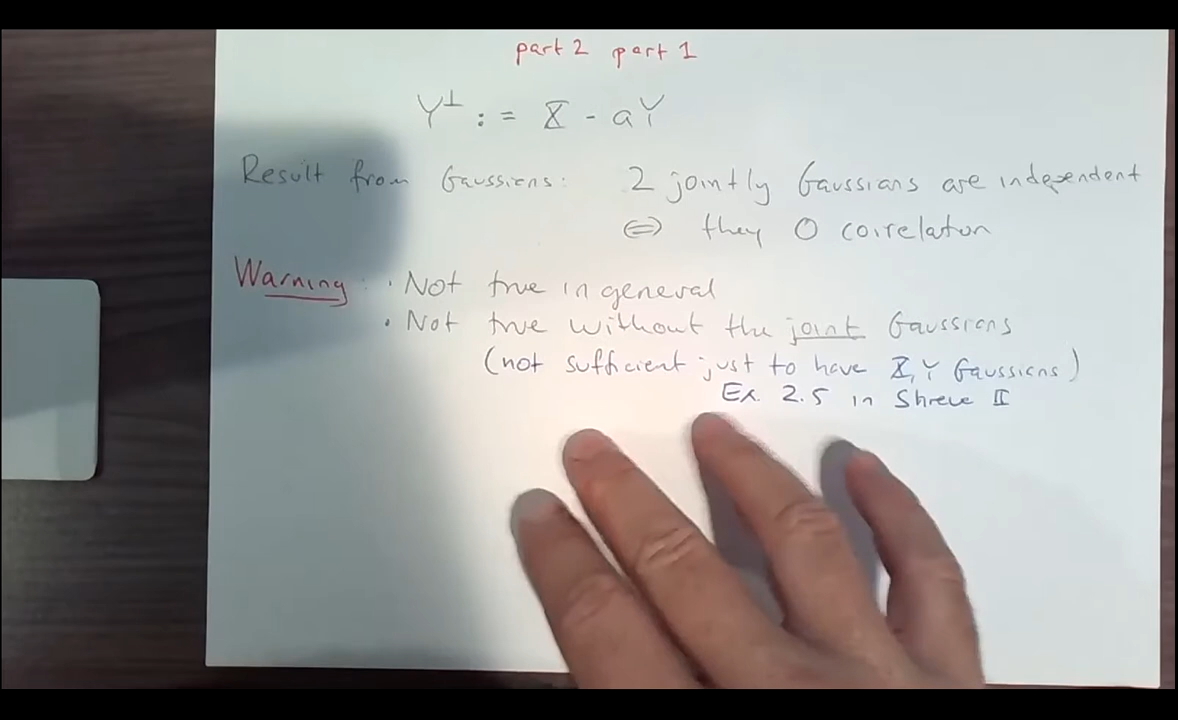 part 2 part 1
Y⊥ := X - aY
Result from Gaussiens: 2 jointly Gaussians are independent
⇔ they 0 correlation
Warning: • Not true in general
• Not true without the joint Gaussians
(not sufficient just to have X, Y Gaussians)
Ex. 2.5 in Shreve II